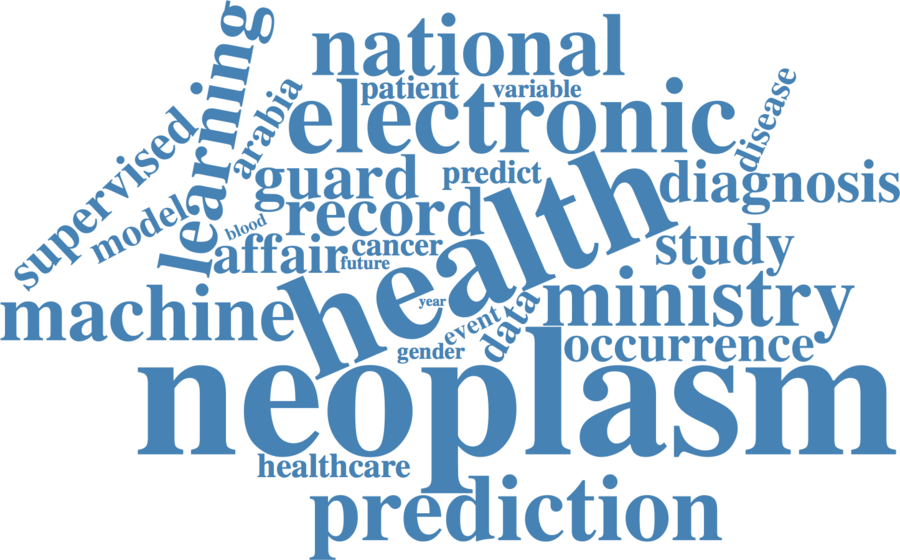 national
learning
patient
variable
electronic
disease
arabia
supervised
guard
predict
diagnosis
model
record
blood
affair
cancer
future
health
study
machine
year
event
data
ministry
gender
occurrence
neoplasm
healthcare
prediction